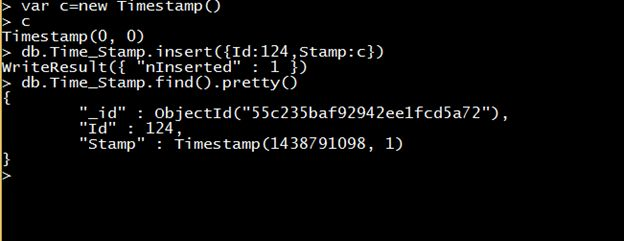 > var c=new Timestamp()
> c
Timestamp(0, 0)
> db.Time_Stamp.insert({Id:124,Stamp:c})
WriteResult({ "nInserted" : 1 })
> db.Time_Stamp.find().pretty()
{
        "_id" : ObjectId("55c235baf92942ee1fcd5a72"),
        "Id" : 124,
        "Stamp" : Timestamp(1438791098, 1)
}
>